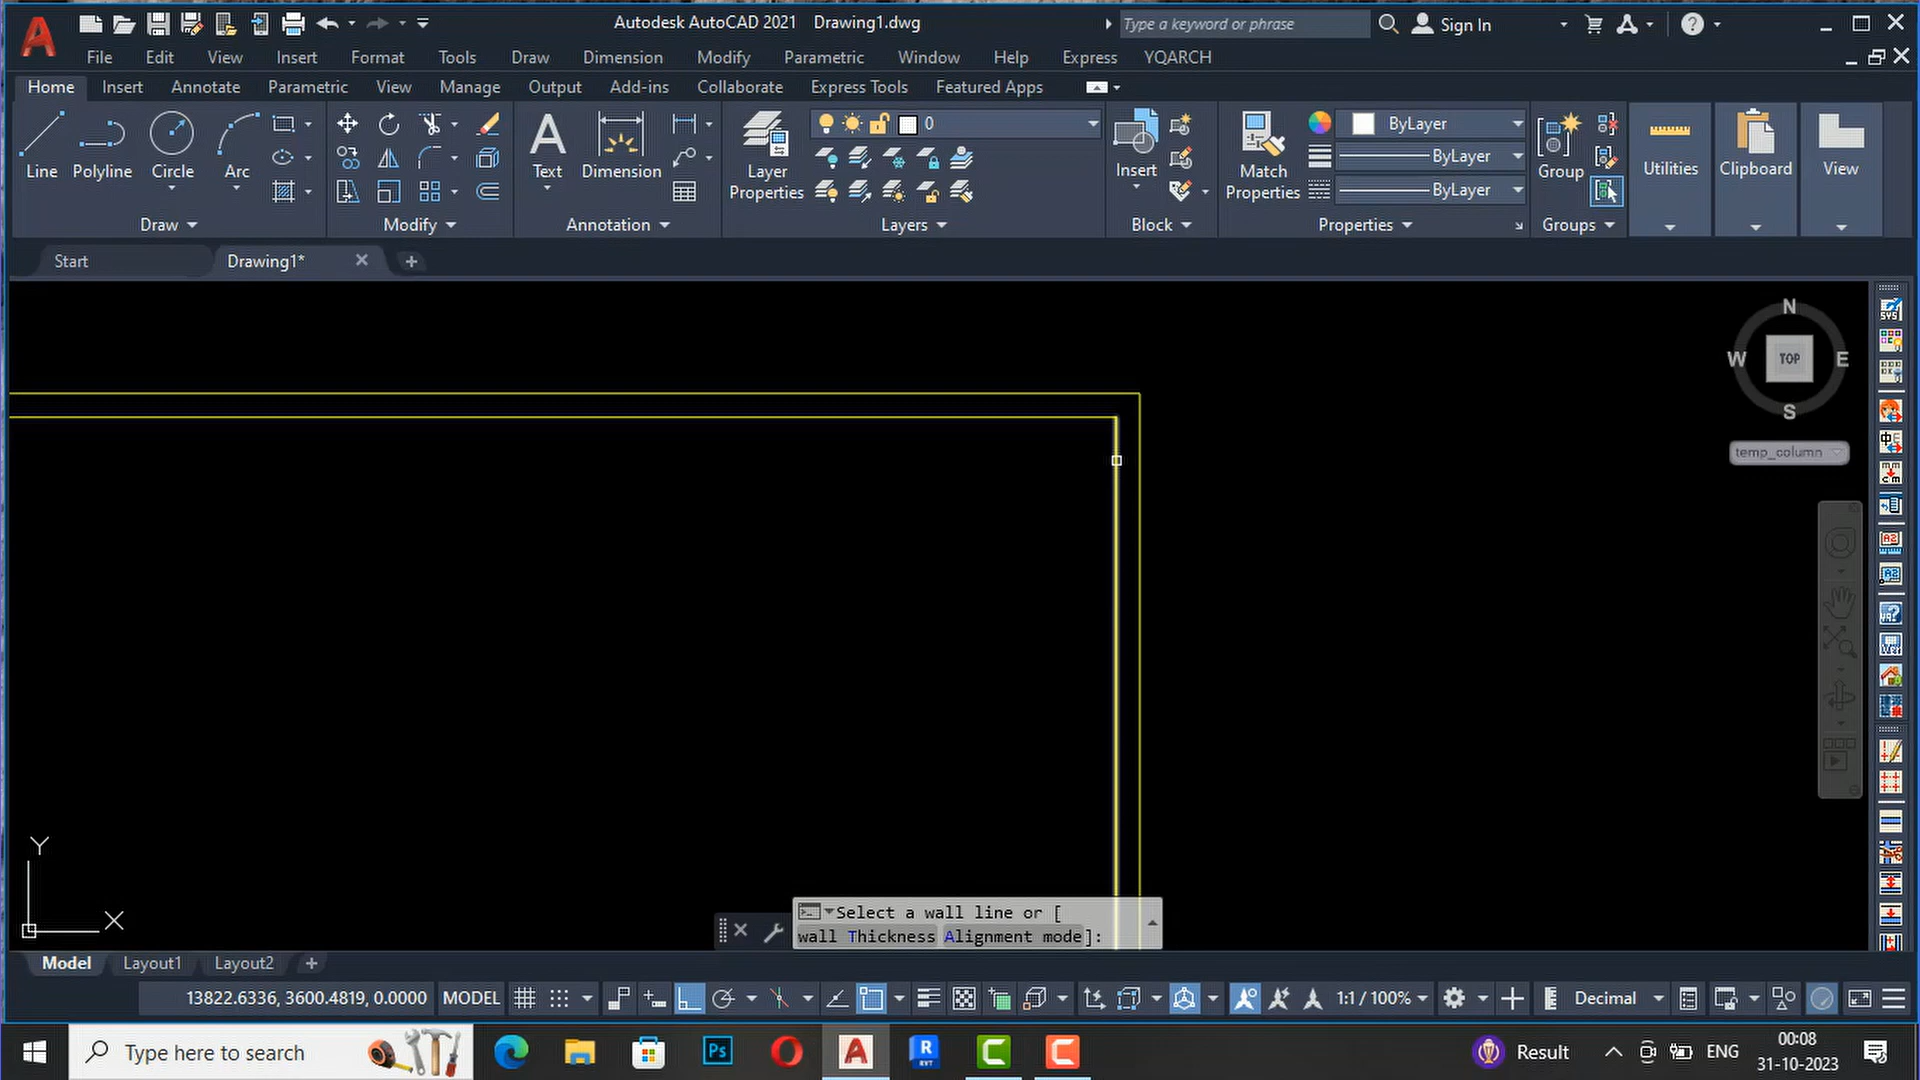 Autodesk AutoCAD 2021 Drawing1.dwg
Type a keyword or phrase
Sign In
File Edit View Insert Format Tools Draw Dimension Modify Parametric Window Help Express YQARCH
Home Insert Annotate Parametric View Manage Output Add-ins Collaborate Express Tools Featured Apps
0
ByLayer
ByLayer
ByLayer
Line Polyline Circle Arc
Text Dimension
Layer Properties
Insert
Match Properties
Group
Utilities
Clipboard
View
Draw Modify Annotation Layers Block Properties Groups
Start Drawing1*
N
W TOP E
S
temp_column
Y
X
Select a wall line or [
wall Thickness Alignment mode]:
Model Layout1 Layout2
13822.6336, 3600.4819, 0.0000 MODEL 1:1 / 100% Decimal
Type here to search
Ps
R
RVT
Result
ENG
00:08
31-10-2023